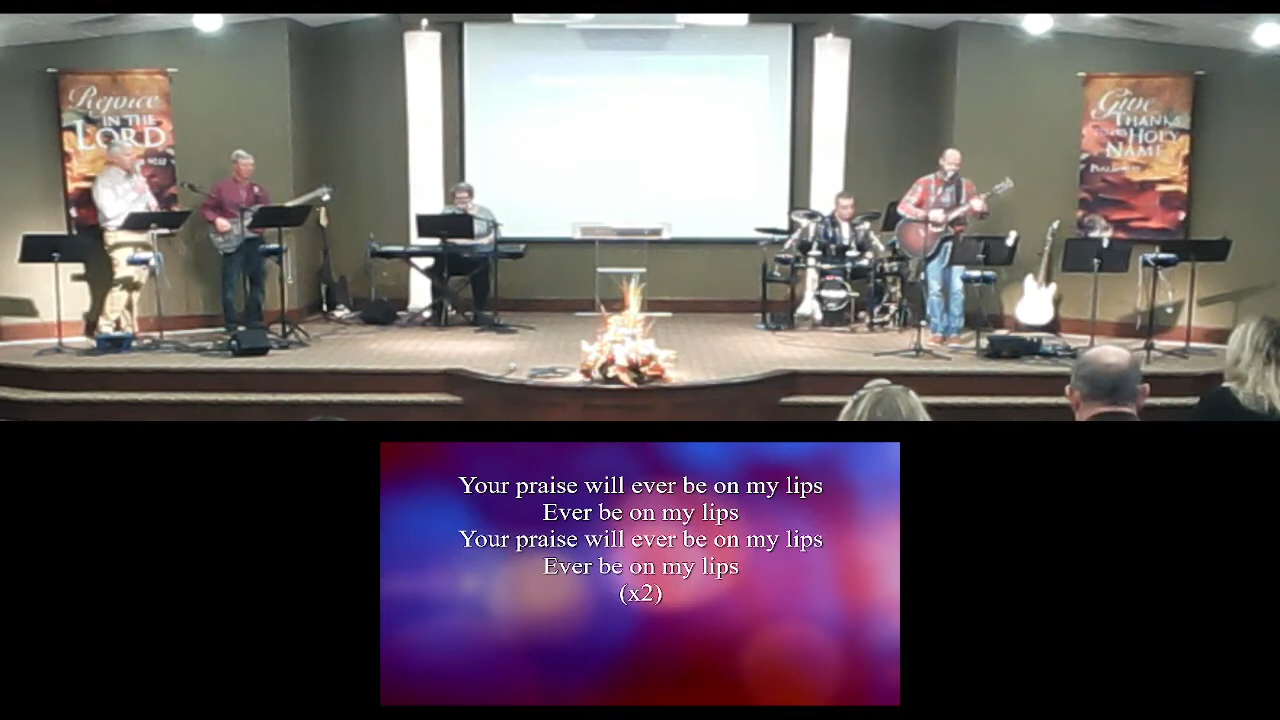 Rejoice
IN THE
LORD
Give
THANKS
HOLY
NAME
Your praise will ever be on my lips
Ever be on my lips
Your praise will ever be on my lips
Ever be on my lips
(x2)